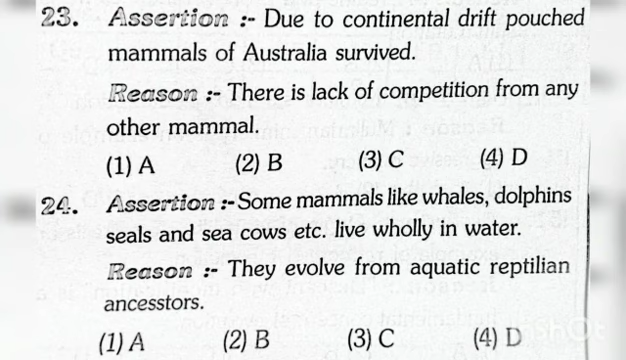 23. Assertion :- Due to continental drift pouched
mammals of Australia survived.
Reason :- There is lack of competition from any
other mammal.
(1) A (2) B (3) C (4) D
24. Assertion :- Some mammals like whales, dolphins
seals and sea cows etc. live wholly in water.
Reason :- They evolve from aquatic reptilian
ancesstors.
(1) A (2) B (3) C (4) D